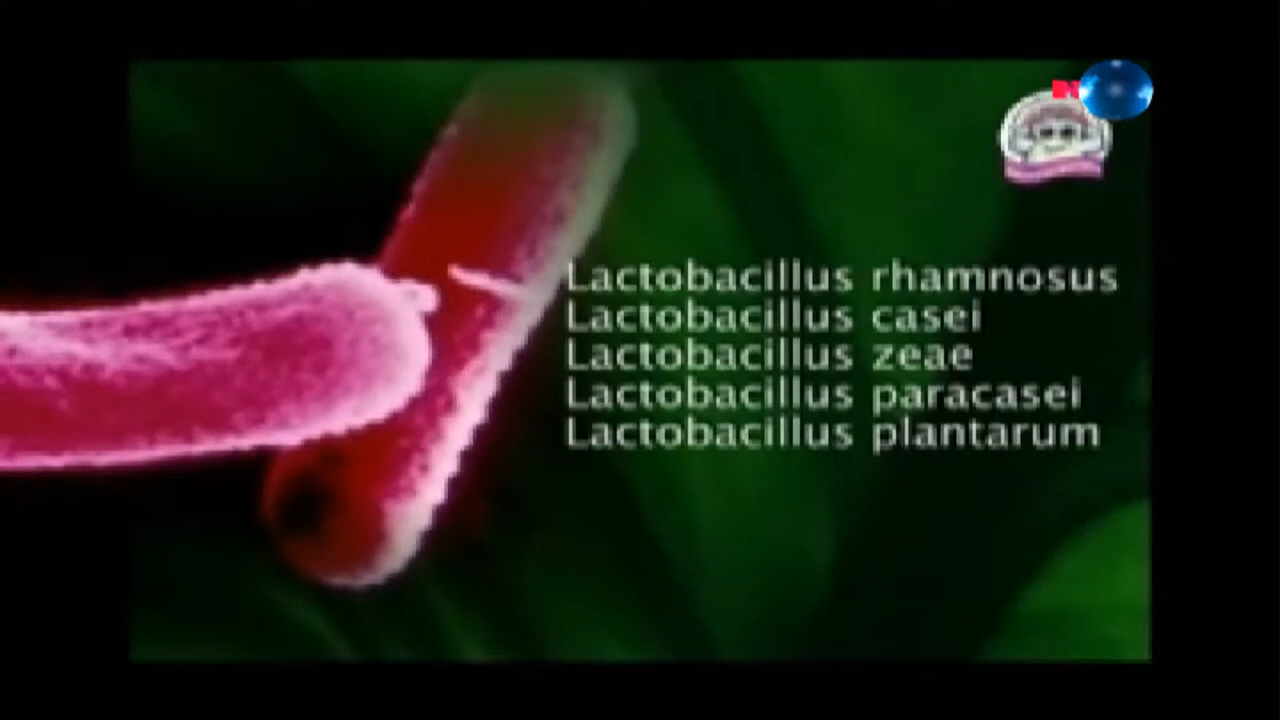 Lactobacillus rhamnosus
Lactobacillus casei
Lactobacillus zeae
Lactobacillus paracasei
Lactobacillus plantarum